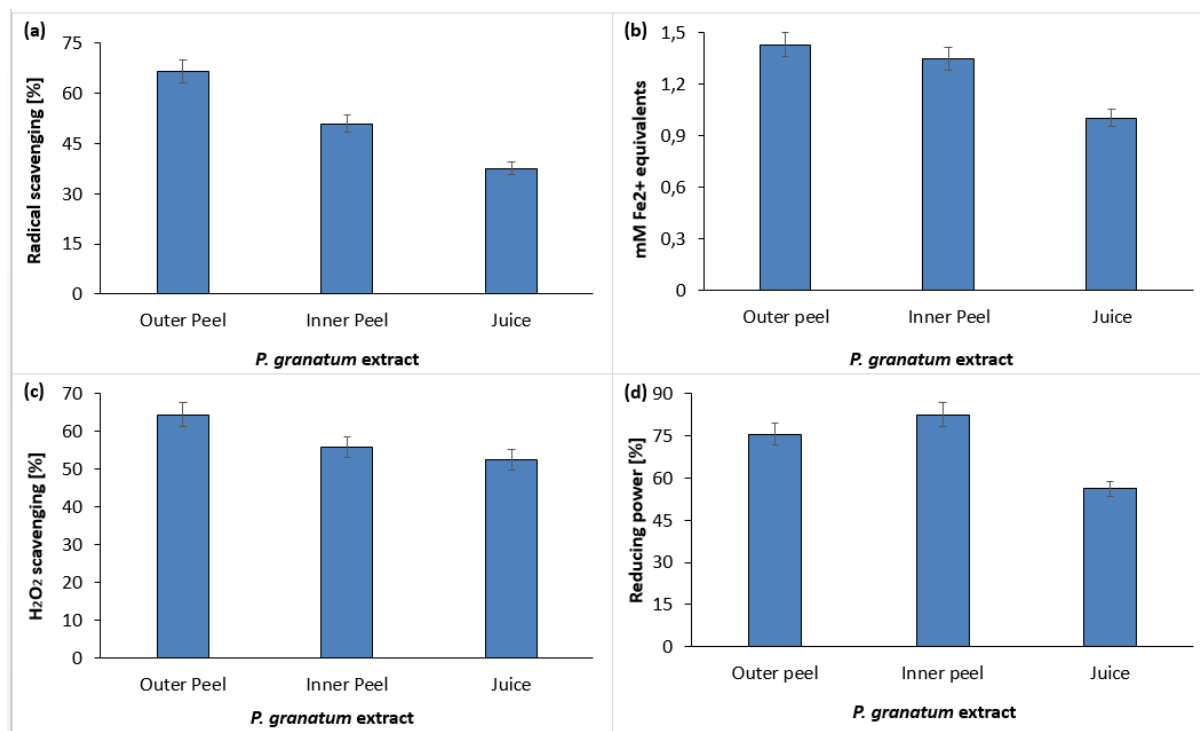 (a)
Radical scavenging [%]
75
60
45
30
15
0
Outer Peel Inner Peel Juice
P. granatum extract
(b)
mM Fe2+ equivalents
1,5
1,2
0,9
0,6
0,3
0
Outer peel Inner Peel Juice
P. granatum extract
(c)
H₂O₂ scavenging [%]
70
60
50
40
30
20
10
0
Outer Peel Inner Peel Juice
P. granatum extract
(d)
Reducing power [%]
90
75
60
45
30
15
0
Outer peel Inner peel Juice
P. granatum extract